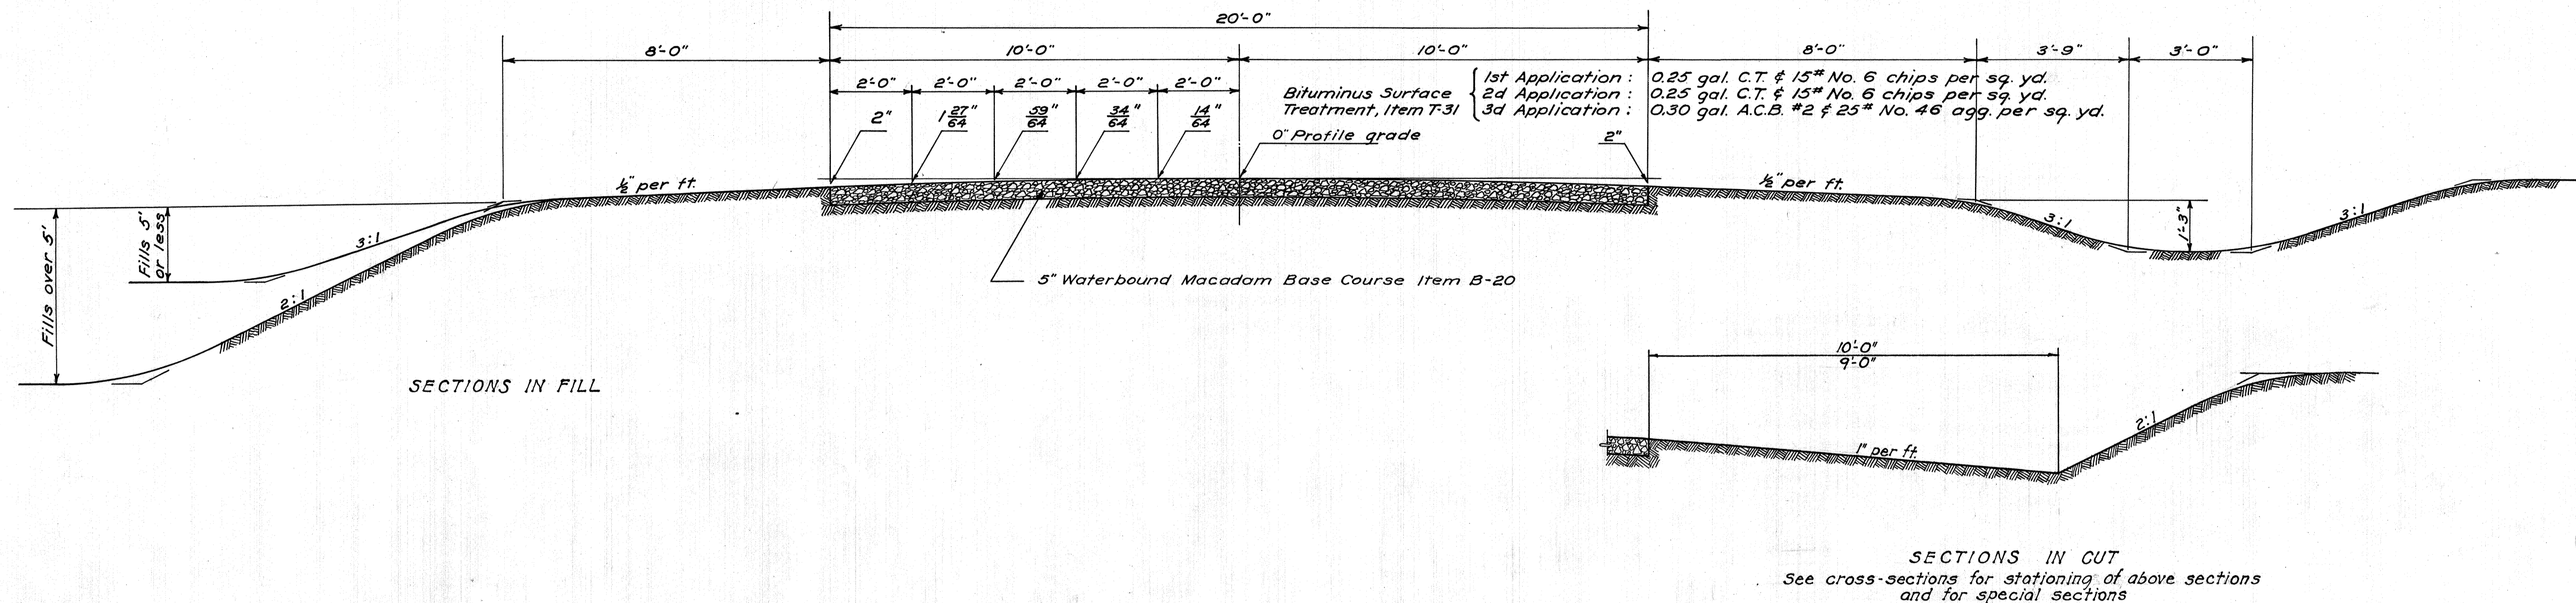 20'-0"
8'-0" 10'-0" 10'-0" 8'-0" 3'-9" 3'-0"
2'-0" 2'-0" 2'-0" 2'-0" 2'-0"
Bituminus Surface Treatment, Item T-31
1st Application : 0.25 gal. C.T. & 15# No. 6 chips per sq. yd.
2d Application : 0.25 gal. C.T. & 15# No. 6 chips per sq. yd.
3d Application : 0.30 gal. A.C.B. #2 & 25# No. 46 agg. per sq. yd.
2" 1 27/64" 59/64" 34/64" 14/64"
0" Profile grade 2"
½" per ft. ½" per ft.
Fills over 5'
Fills 5'
or less
3:1
2:1
3:1
1'-3"
3:1
5" Waterbound Macadam Base Course Item B-20
SECTIONS IN FILL
10'-0"
9'-0"
1" per ft.
2:1
SECTIONS IN CUT
See cross-sections for stationing of above sections
and for special sections